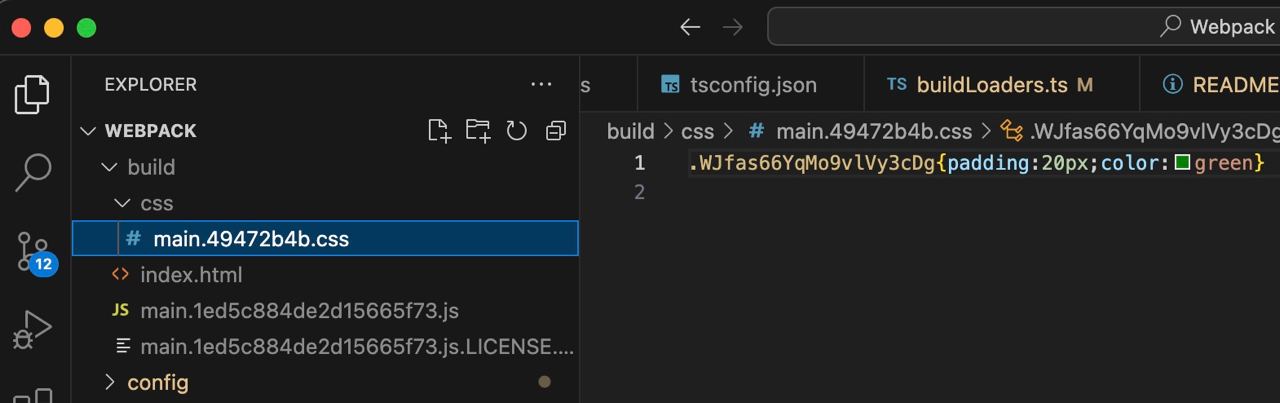 Webpack
EXPLORER ...
s
TS tsconfig.json
TS buildLoaders.ts M
README
WEBPACK
build > css > # main.49472b4b.css > .WJfas66YqMo9vlVy3cDg
1 .WJfas66YqMo9vlVy3cDg{padding:20px;color:green}
2
build
css
# main.49472b4b.css
12
<> index.html
JS main.1ed5c884de2d15665f73.js
main.1ed5c884de2d15665f73.js.LICENSE....
config